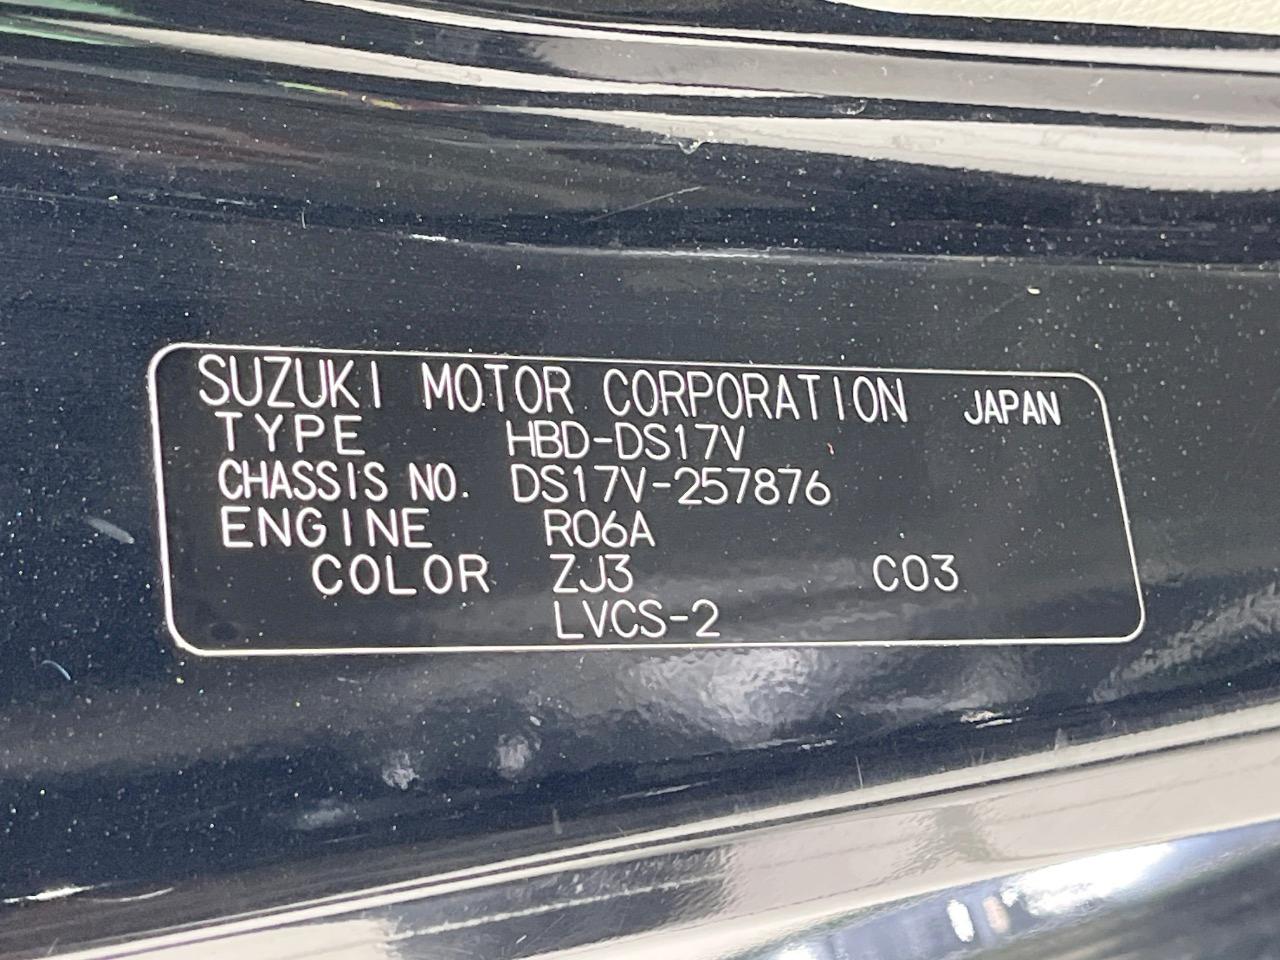 SUZUKI MOTOR CORPORATION JAPAN
TYPE HBD-DS17V
CHASSIS NO. DS17V-257876
ENGINE R06A
COLOR ZJ3 C03
LVCS-2